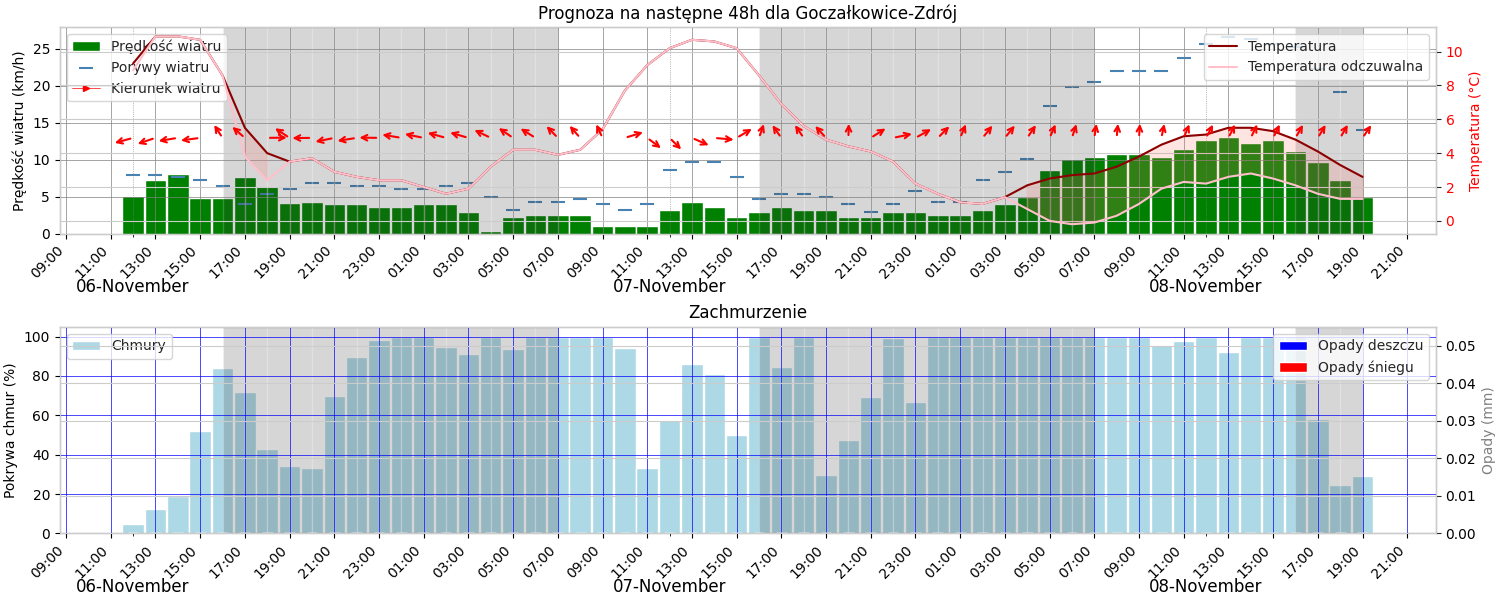 Prognoza na następne 48h dla Goczałkowice-Zdrój
Prędkość wiatru
Porywy wiatru
Kierunek wiatru
Temperatura
Temperatura odczuwalna
Prędkość wiatru (km/h)
25
20
15
10
5
0
10
8
6
4
2
0
Temperatura (°C)
09:00 11:00 13:00 15:00 17:00 19:00 21:00 23:00 01:00 03:00 05:00 07:00 09:00 11:00 13:00 15:00 17:00 19:00 21:00 23:00 01:00 03:00 05:00 07:00 09:00 11:00 13:00 15:00 17:00 19:00 21:00
06-November 07-November 08-November
Zachmurzenie
Chmury
Opady deszczu
Opady śniegu
Pokrywa chmur (%)
100
80
60
40
20
0
0.05
0.04
0.03
0.02
0.01
0.00
Opady (mm)
09:00 11:00 13:00 15:00 17:00 19:00 21:00 23:00 01:00 03:00 05:00 07:00 09:00 11:00 13:00 15:00 17:00 19:00 21:00 23:00 01:00 03:00 05:00 07:00 09:00 11:00 13:00 15:00 17:00 19:00 21:00
06-November 07-November 08-November